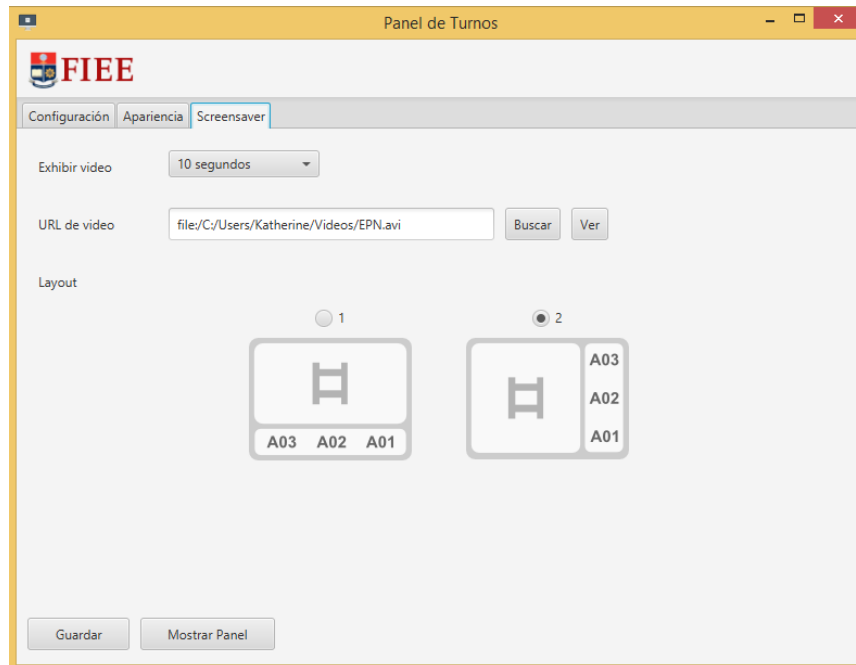 Panel de Turnos
FIEE
Configuración Apariencia Screensaver
Exhibir video 10 segundos
URL de video file:/C:/Users/Katherine/Videos/EPN.avi Buscar Ver
Layout
1 2
A03 A02 A01
A03
A02
A01
Guardar Mostrar Panel